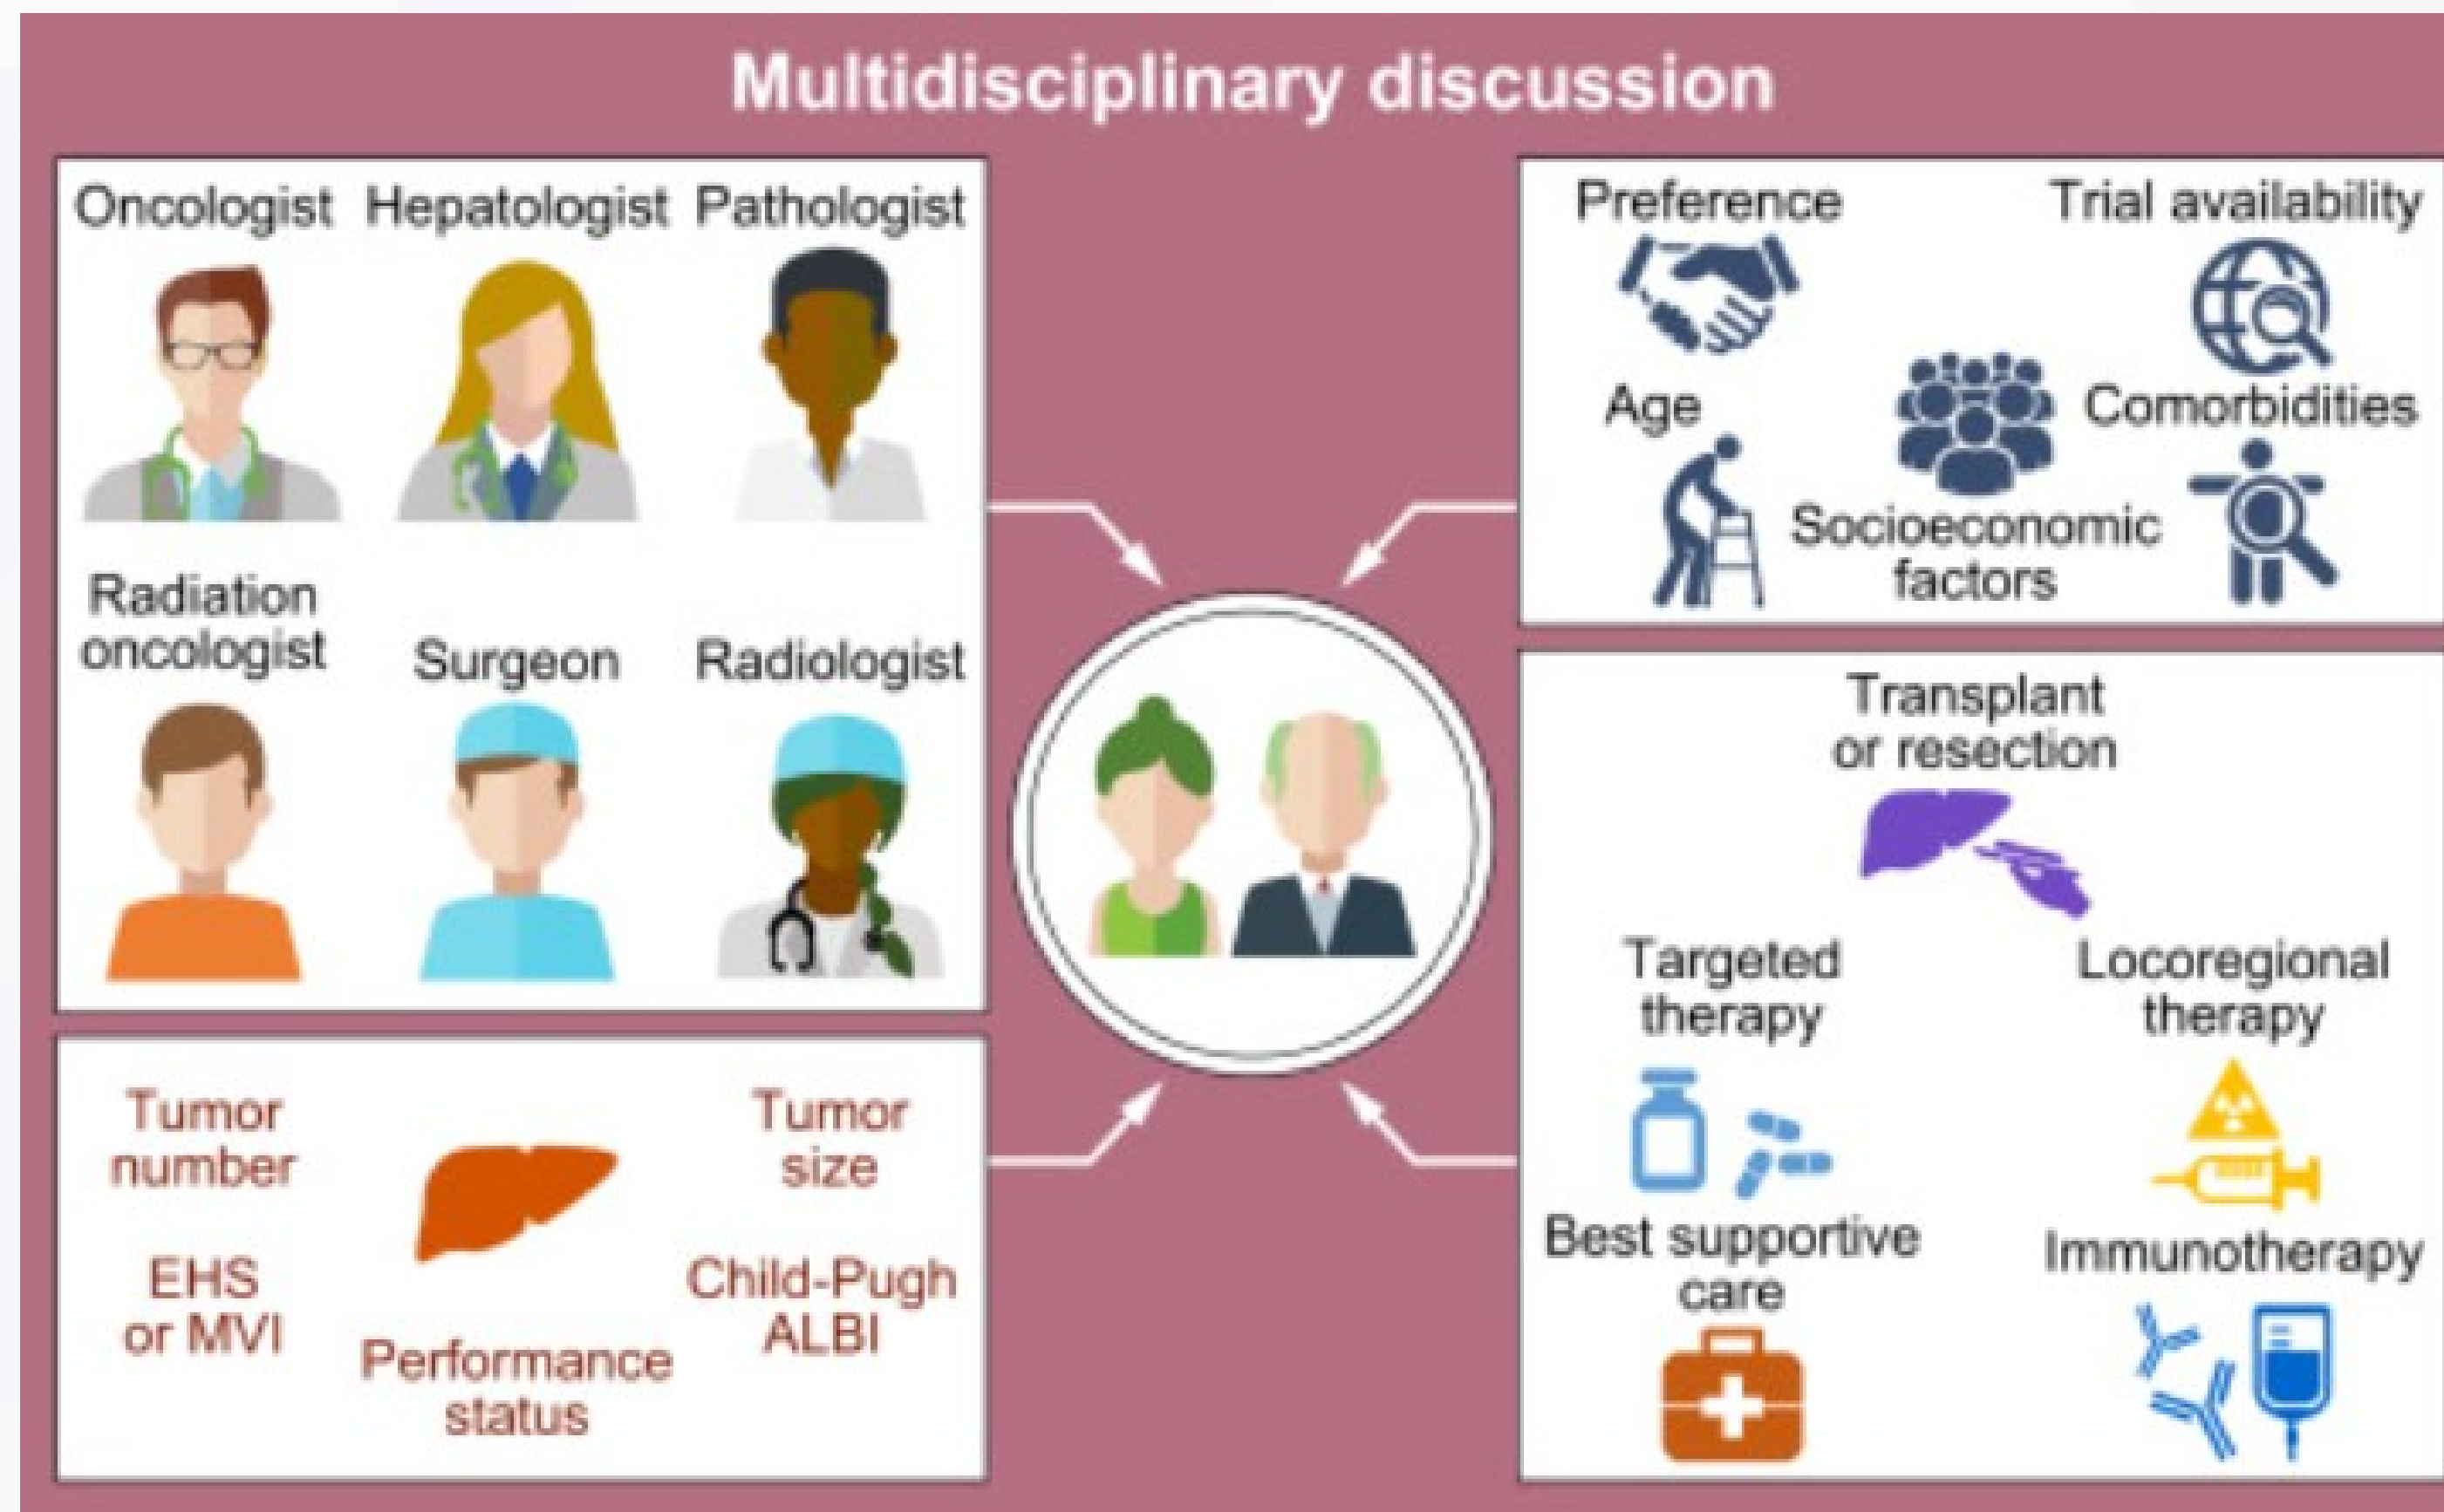 Multidisciplinary discussion
Oncologist
Hepatologist
Pathologist
Radiation
oncologist
Surgeon
Radiologist
Tumor
number
Tumor
size
EHS
or MVI
Child-Pugh
ALBI
Performance
status
Preference
Trial availability
Age
Comorbidities
Socioeconomic
factors
Transplant
or resection
Targeted
therapy
Locoregional
therapy
Best supportive
care
Immunotherapy